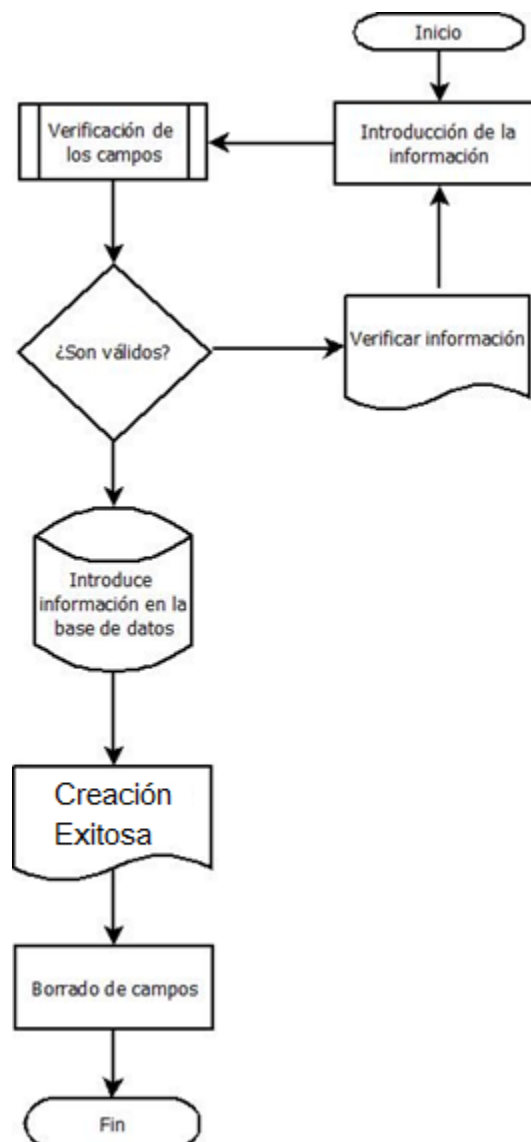 Inicio
Introducción de la
información
Verificación de
los campos
¿Son válidos?
Verificar información
Introduce
información en la
base de datos
Creación
Exitosa
Borrado de campos
Fin